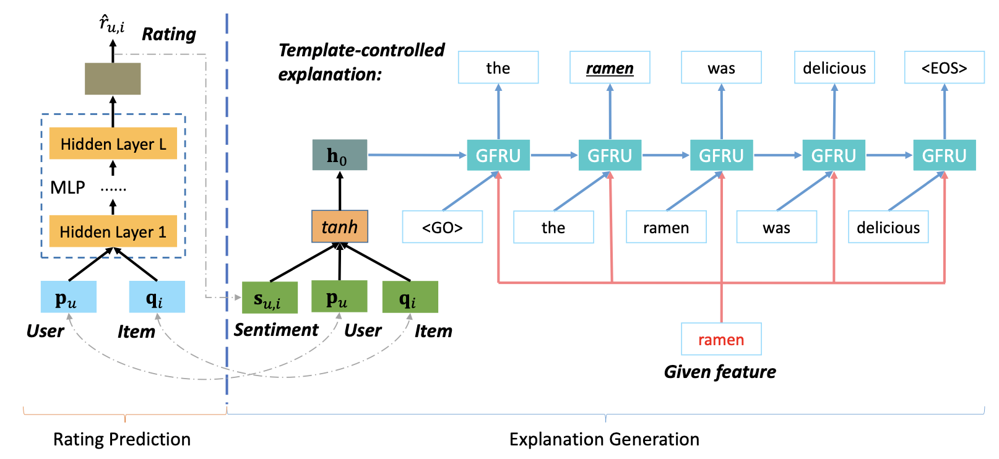 r̂u,i
Rating
Template-controlled
explanation:
the
ramen
was
delicious
<EOS>
Hidden Layer L
MLP
......
Hidden Layer 1
h0
GFRU
GFRU
GFRU
GFRU
GFRU
tanh
<GO>
the
ramen
was
delicious
pu
qi
su,i
pu
qi
User
Item
Sentiment
User
Item
ramen
Given feature
Rating Prediction
Explanation Generation